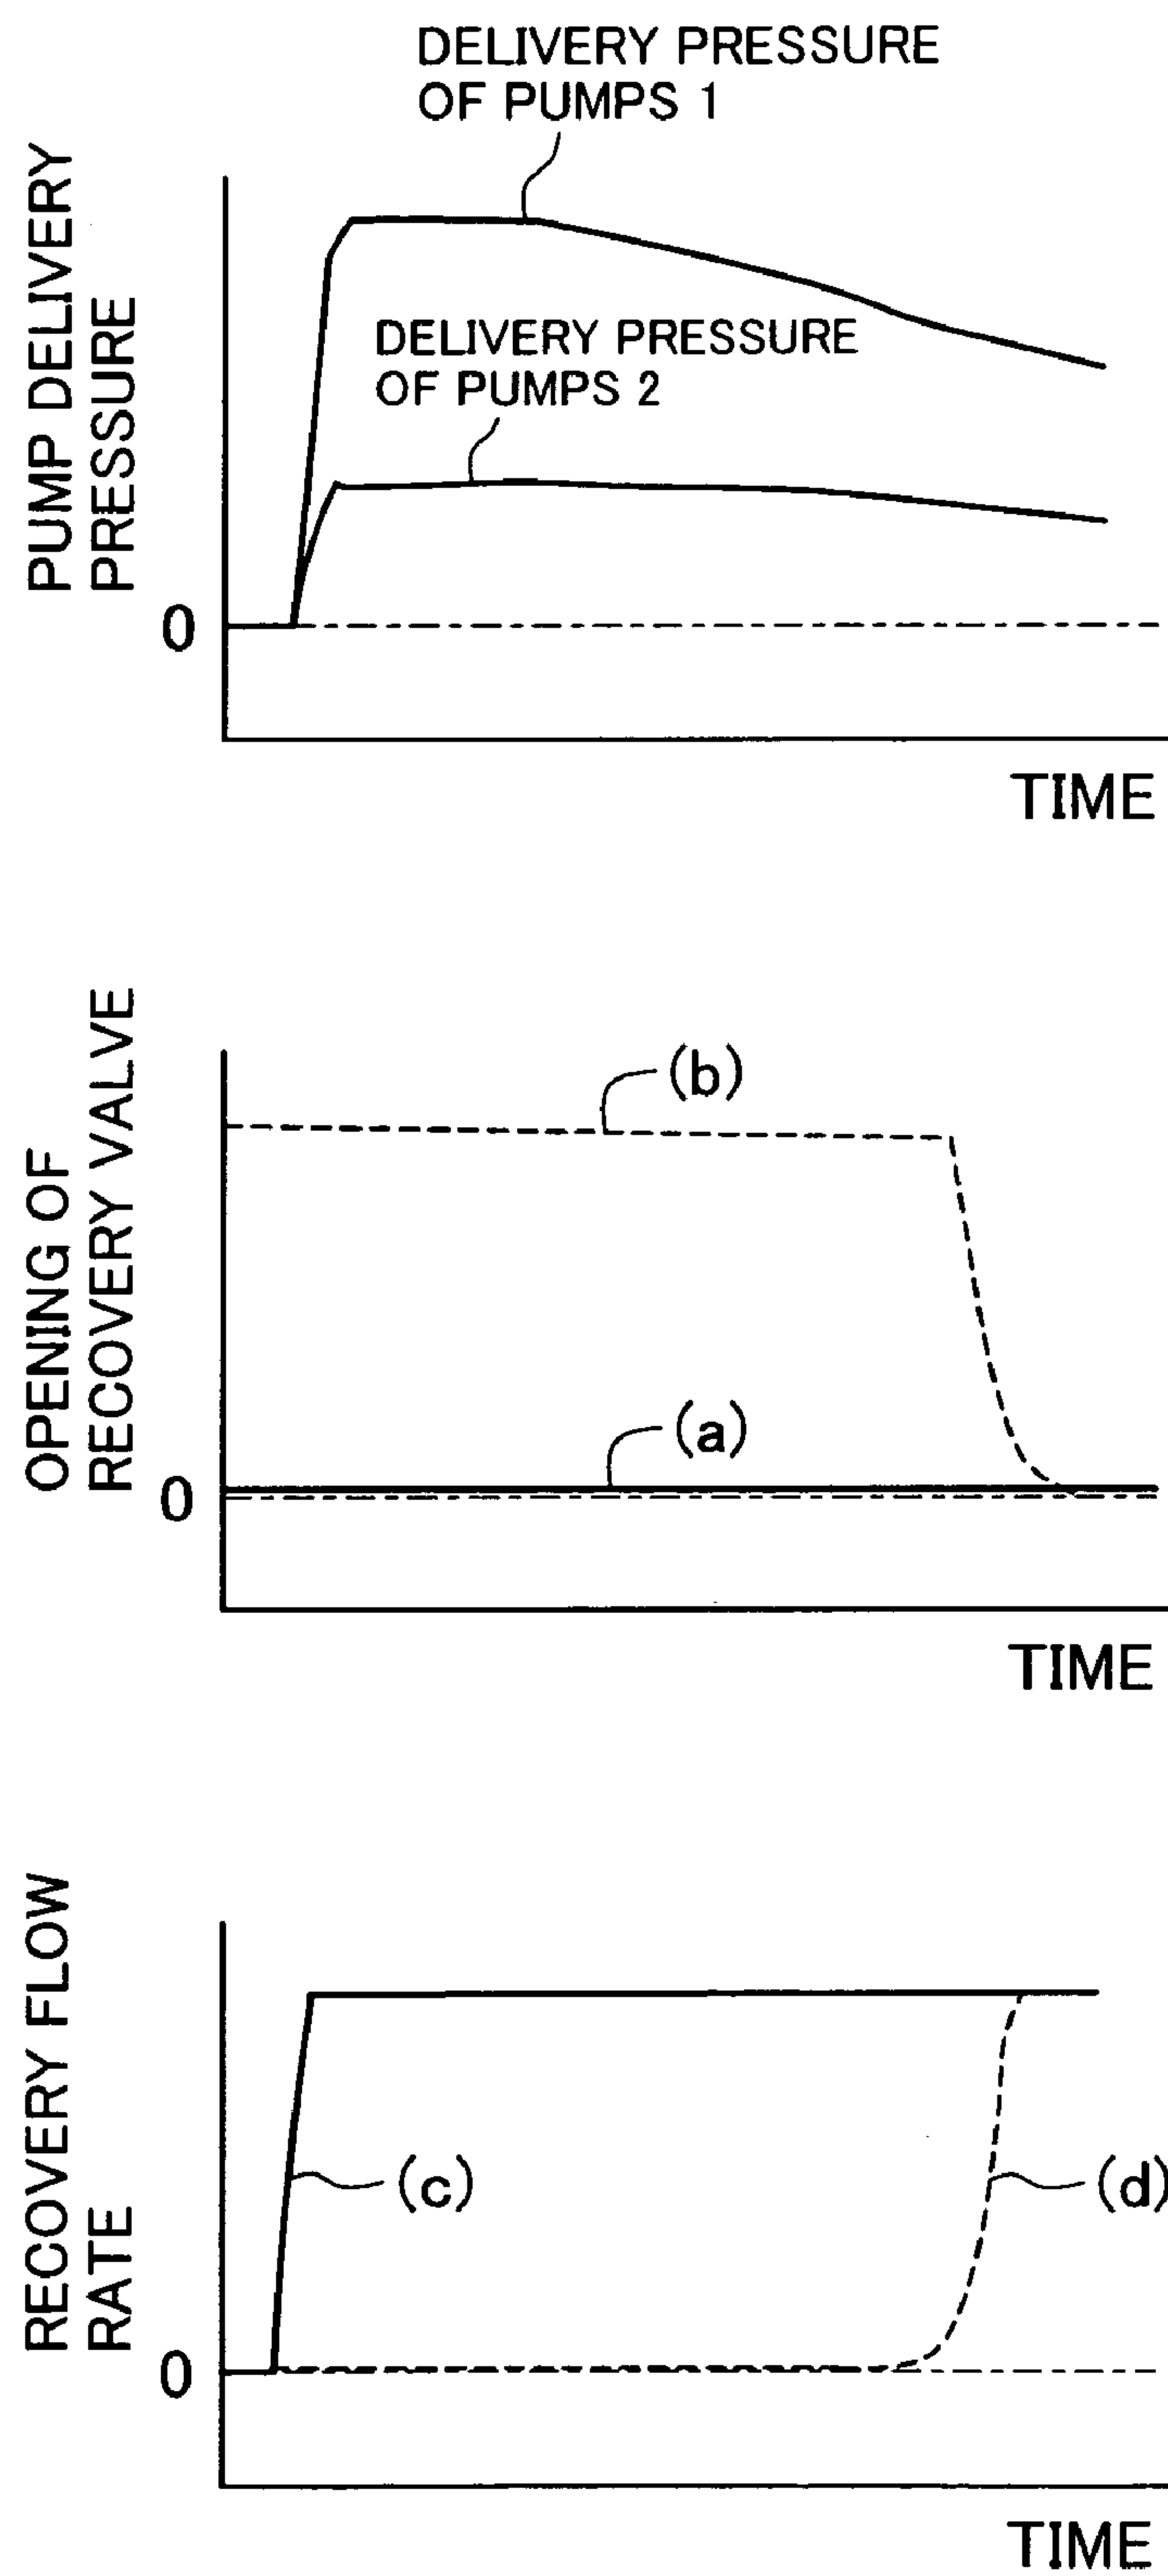 DELIVERY PRESSURE
OF PUMPS 1
PUMP DELIVERY
PRESSURE
DELIVERY PRESSURE
OF PUMPS 2
0
TIME
OPENING OF
RECOVERY VALVE
(b)
(a)
0
TIME
RECOVERY FLOW
RATE
(c)
(d)
0
TIME